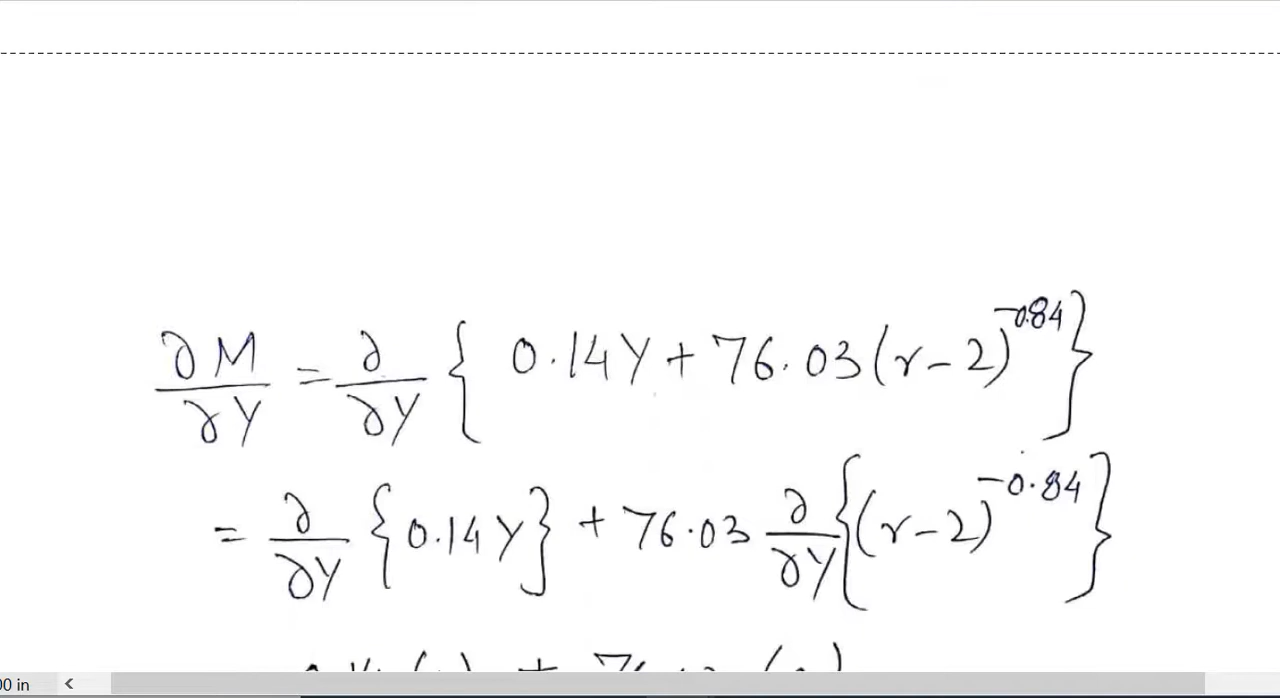 ∂M/∂Y = ∂/∂Y { 0.14Y + 76.03(r-2)^-0.84 }
= ∂/∂Y {0.14Y} + 76.03 ∂/∂Y {(r-2)^-0.84}
00 in